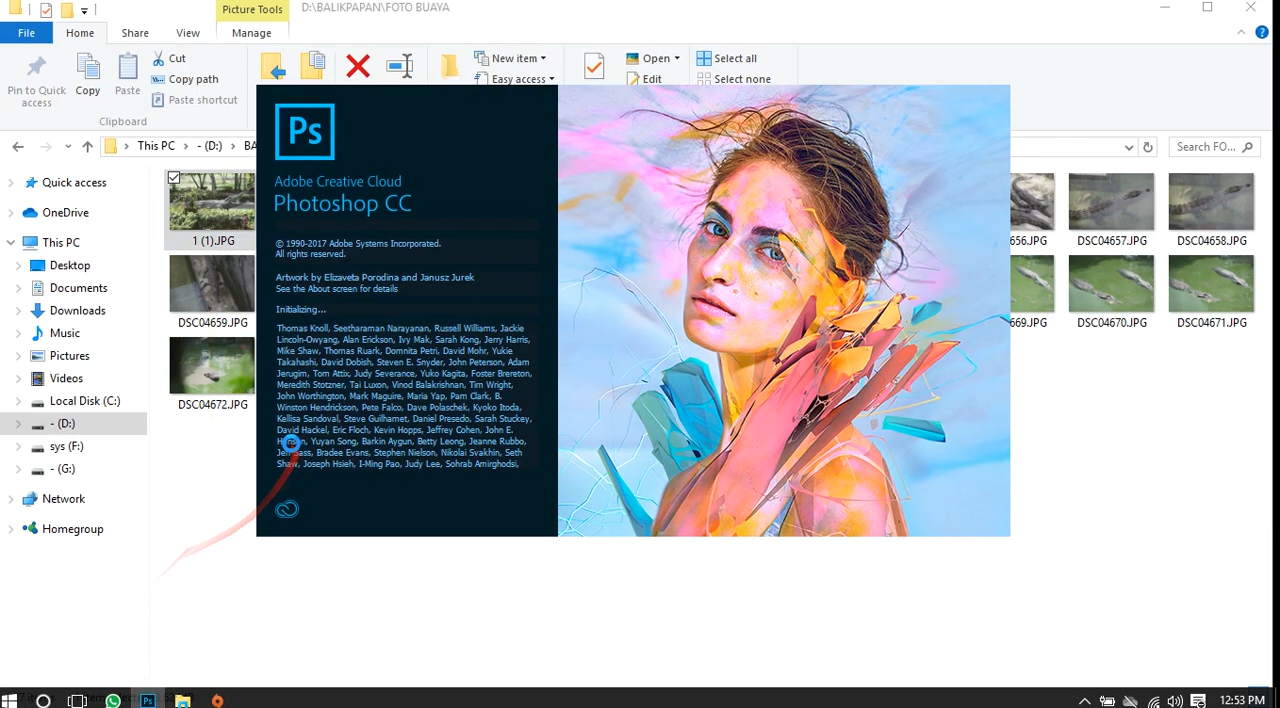 Picture Tools
D:\BALIKPAPAN\FOTO BUAYA
File
Home
Share
View
Manage
Pin to Quick
access
Copy
Paste
Cut
Copy path
Paste shortcut
Clipboard
New item
Easy access
Open
Edit
Select all
Select none
This PC
- (D:)
BA
Search FO...
Quick access
OneDrive
This PC
Desktop
Documents
Downloads
Music
Pictures
Videos
Local Disk (C:)
- (D:)
sys (F:)
- (G:)
Network
Homegroup
1 (1).JPG
DSC04659.JPG
DSC04672.JPG
656.JPG
DSC04657.JPG
DSC04658.JPG
669.JPG
DSC04670.JPG
DSC04671.JPG
Ps
Adobe Creative Cloud
Photoshop CC
© 1990-2017 Adobe Systems Incorporated.
All rights reserved.
Artwork by Elizaveta Porodina and Janusz Jurek
See the About screen for details
Initializing...
Thomas Knoll, Seetharaman Narayanan, Russell Williams, Jackie
Lincoln-Owyang, Alan Erickson, Ivy Mak, Sarah Kong, Jerry Harris,
Mike Shaw, Thomas Ruark, Domnita Petri, David Mohr, Yukie
Takahashi, David Dobish, Steven E. Snyder, John Peterson, Adam
Jerugim, Tom Attix, Judy Severance, Yuko Kagita, Foster Brereton,
Meredith Stotzner, Tai Luxon, Vinod Balakrishnan, Tim Wright,
John Worthington, Mark Maguire, Maria Yap, Pam Clark, B.
Winston Hendrickson, Pete Falco, Dave Polaschek, Kyoko Itoda,
Kellisa Sandoval, Steve Guilhamet, Daniel Presedo, Sarah Stuckey,
David Hackel, Eric Floch, Kevin Hopps, Jeffrey Cohen, John E.
Hansen, Yuyan Song, Barkin Aygun, Betty Leong, Jeanne Rubbo,
Jeff Sass, Bradee Evans, Stephen Nielson, Nikolai Svakhin, Seth
Shaw, Joseph Hsieh, I-Ming Pao, Judy Lee, Sohrab Amirghodsi,
Ps
12:53 PM